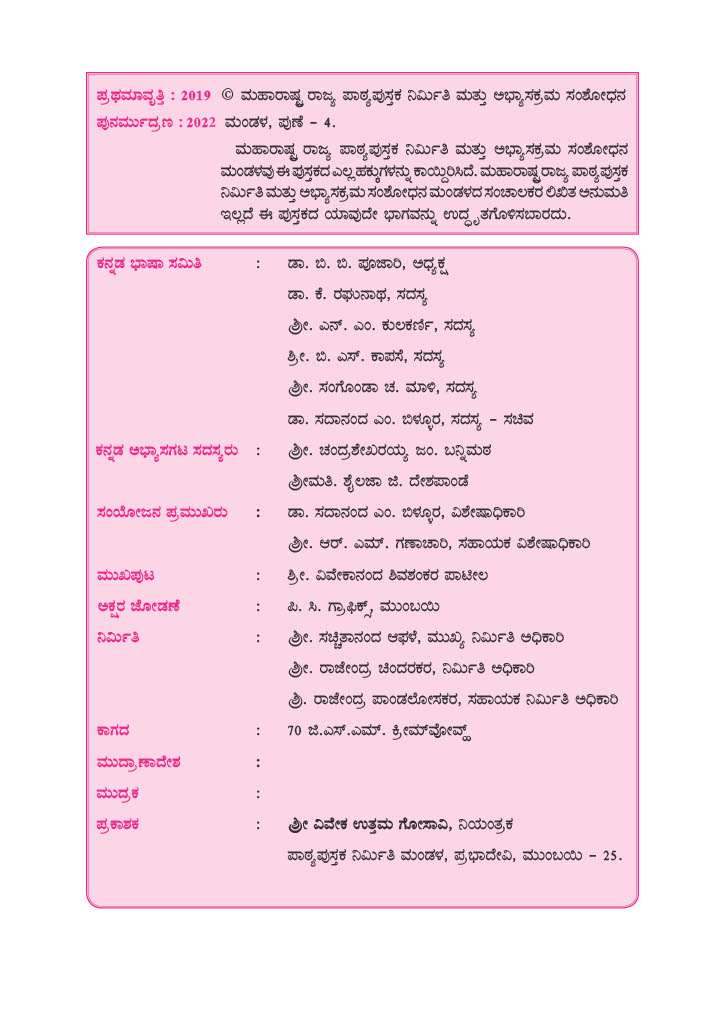 ಪ್ರಥಮಾವೃತ್ತಿ : 2019 © ಮಹಾರಾಷ್ಟ್ರ ರಾಜ್ಯ ಪಾಠ್ಯಪುಸ್ತಕ ನಿರ್ಮಿತಿ ಮತ್ತು ಅಭ್ಯಾಸಕ್ರಮ ಸಂಶೋಧನ
ಪುನರ್ಮುದ್ರಣ : 2022 ಮಂಡಳ, ಪುಣೆ - 4.
ಮಹಾರಾಷ್ಟ್ರ ರಾಜ್ಯ ಪಾಠ್ಯಪುಸ್ತಕ ನಿರ್ಮಿತಿ ಮತ್ತು ಅಭ್ಯಾಸಕ್ರಮ ಸಂಶೋಧನ
ಮಂಡಳವು ಈ ಪುಸ್ತಕದ ಎಲ್ಲ ಹಕ್ಕುಗಳನ್ನು ಕಾಯ್ದಿರಿಸಿದೆ. ಮಹಾರಾಷ್ಟ್ರ ರಾಜ್ಯ ಪಾಠ್ಯಪುಸ್ತಕ
ನಿರ್ಮಿತಿ ಮತ್ತು ಅಭ್ಯಾಸಕ್ರಮ ಸಂಶೋಧನ ಮಂಡಳದ ಸಂಚಾಲಕರ ಲಿಖಿತ ಅನುಮತಿ
ಇಲ್ಲದೆ ಈ ಪುಸ್ತಕದ ಯಾವುದೇ ಭಾಗವನ್ನು ಉದ್ಧೃತಗೊಳಿಸಬಾರದು.
ಕನ್ನಡ ಭಾಷಾ ಸಮಿತಿ : ಡಾ. ಬಿ. ಬಿ. ಪೂಜಾರಿ, ಅಧ್ಯಕ್ಷ
ಡಾ. ಕೆ. ರಘುನಾಥ, ಸದಸ್ಯ
ಶ್ರೀ. ಎನ್. ಎಂ. ಕುಲಕರ್ಣಿ, ಸದಸ್ಯ
ಶ್ರೀ. ಬಿ. ಎಸ್. ಕಾಪಸೆ, ಸದಸ್ಯ
ಶ್ರೀ. ಸಂಗೊಂಡಾ ಚ. ಮಾಳಿ, ಸದಸ್ಯ
ಡಾ. ಸದಾನಂದ ಎಂ. ಬಿಳ್ಳೂರ, ಸದಸ್ಯ - ಸಚಿವ
ಕನ್ನಡ ಅಭ್ಯಾಸಗಟ ಸದಸ್ಯರು : ಶ್ರೀ. ಚಂದ್ರಶೇಖರಯ್ಯ ಜಂ. ಬನ್ನಿಮಠ
ಶ್ರೀಮತಿ. ಶೈಲಜಾ ಜಿ. ದೇಶಪಾಂಡೆ
ಸಂಯೋಜನ ಪ್ರಮುಖರು : ಡಾ. ಸದಾನಂದ ಎಂ. ಬಿಳ್ಳೂರ, ವಿಶೇಷಾಧಿಕಾರಿ
ಶ್ರೀ. ಆರ್. ಎಮ್. ಗಣಾಚಾರಿ, ಸಹಾಯಕ ವಿಶೇಷಾಧಿಕಾರಿ
ಮುಖಪುಟ : ಶ್ರೀ. ವಿವೇಕಾನಂದ ಶಿವಶಂಕರ ಪಾಟೀಲ
ಅಕ್ಷರ ಜೋಡಣೆ : ಪಿ. ಸಿ. ಗ್ರಾಫಿಕ್ಸ್, ಮುಂಬಯಿ
ನಿರ್ಮಿತಿ : ಶ್ರೀ. ಸಚ್ಚಿತಾನಂದ ಆಫಳೆ, ಮುಖ್ಯ ನಿರ್ಮಿತಿ ಅಧಿಕಾರಿ
ಶ್ರೀ. ರಾಜೇಂದ್ರ ಚಿಂದರಕರ, ನಿರ್ಮಿತಿ ಅಧಿಕಾರಿ
ಶ್ರಿ. ರಾಜೇಂದ್ರ ಪಾಂಡಲೋಸಕರ, ಸಹಾಯಕ ನಿರ್ಮಿತಿ ಅಧಿಕಾರಿ
ಕಾಗದ : 70 ಜಿ.ಎಸ್.ಎಮ್. ಕ್ರೀಮ್‌ವೋವ್ಹ್
ಮುದ್ರಾಣಾದೇಶ :
ಮುದ್ರಕ :
ಪ್ರಕಾಶಕ : ಶ್ರೀ ವಿವೇಕ ಉತ್ತಮ ಗೋಸಾವಿ, ನಿಯಂತ್ರಕ
ಪಾಠ್ಯಪುಸ್ತಕ ನಿರ್ಮಿತಿ ಮಂಡಳ, ಪ್ರಭಾದೇವಿ, ಮುಂಬಯಿ - 25.